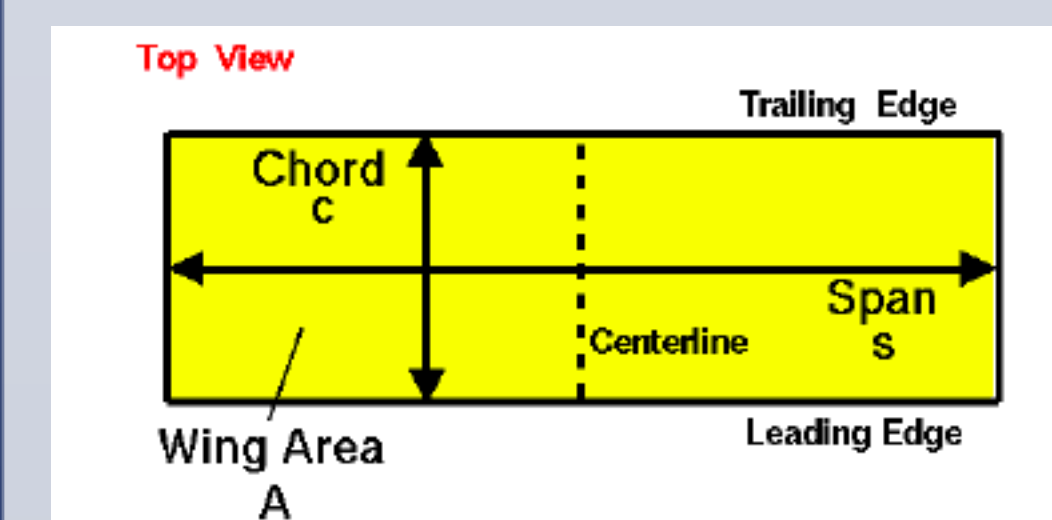 Top View
Trailing Edge
Chord
c
Span
s
Centerline
Leading Edge
Wing Area
A